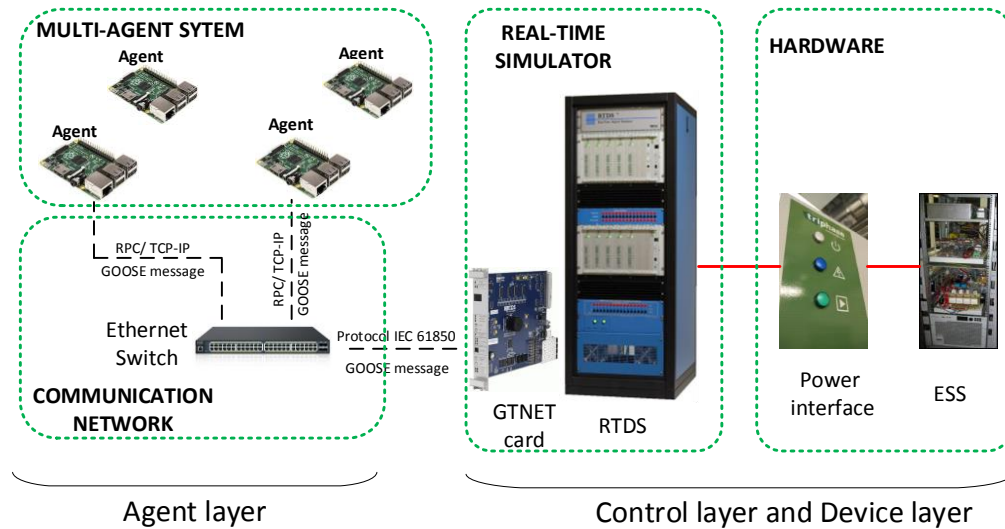 MULTI-AGENT SYTEM
Agent
Agent
Agent
Agent
RPC/ TCP-IP
GOOSE message
RPC/ TCP-IP
GOOSE message
Ethernet
Switch
Protocol IEC 61850
GOOSE message
COMMUNICATION
NETWORK
Agent layer
REAL-TIME
SIMULATOR
RTDS
GTNET
card
RTDS
HARDWARE
triphase
Power
interface
ESS
Control layer and Device layer